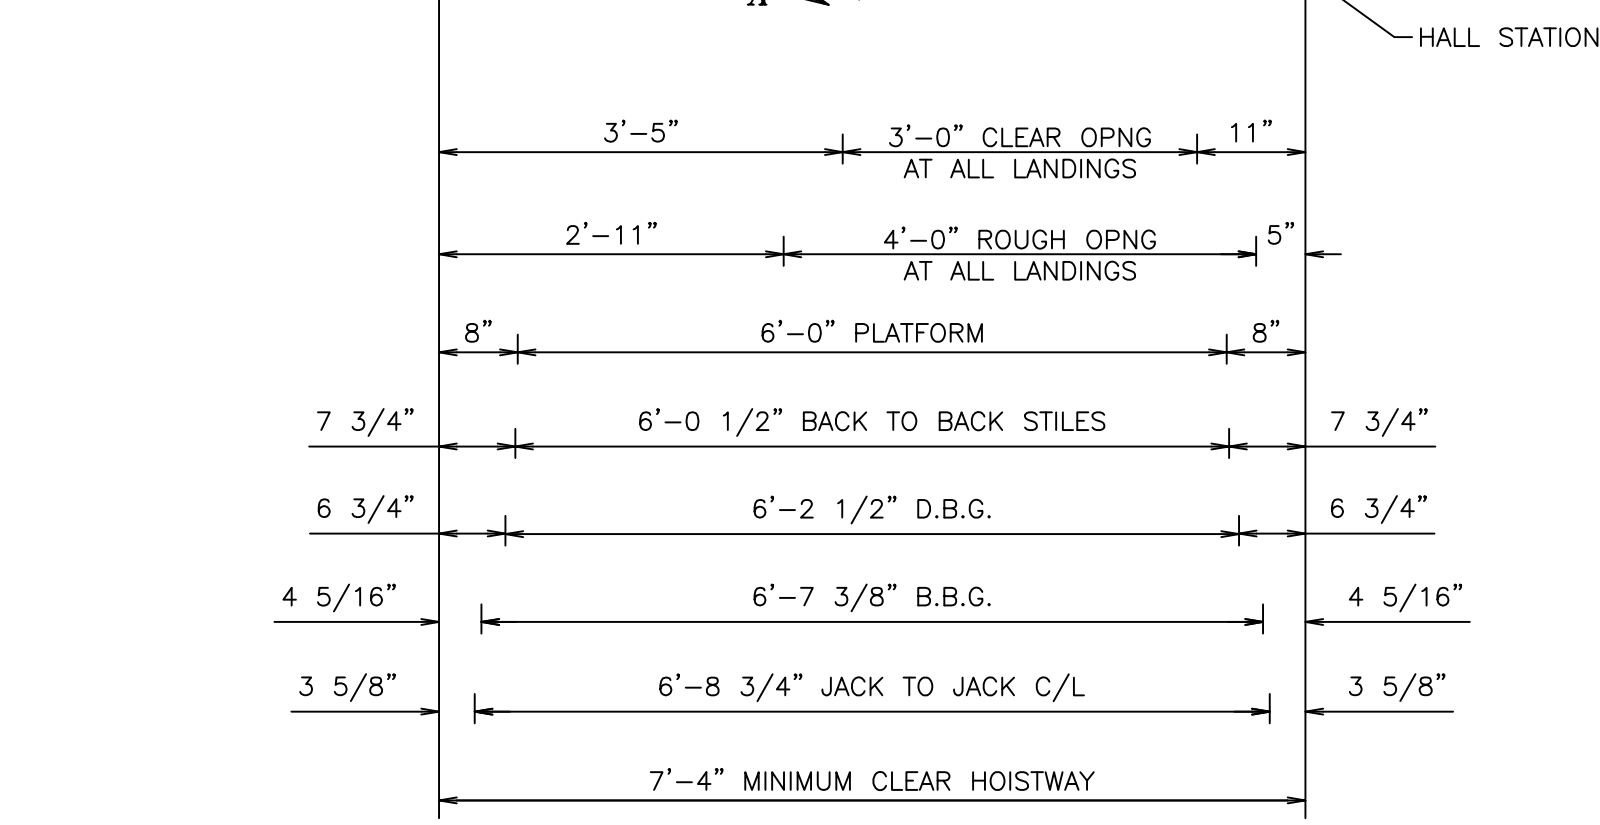 A
HALL STATION
3'-5" 3'-0" CLEAR OPNG 11"
AT ALL LANDINGS
2'-11" 4'-0" ROUGH OPNG 5"
AT ALL LANDINGS
8" 6'-0" PLATFORM 8"
7 3/4" 6'-0 1/2" BACK TO BACK STILES 7 3/4"
6 3/4" 6'-2 1/2" D.B.G. 6 3/4"
4 5/16" 6'-7 3/8" B.B.G. 4 5/16"
3 5/8" 6'-8 3/4" JACK TO JACK C/L 3 5/8"
7'-4" MINIMUM CLEAR HOISTWAY